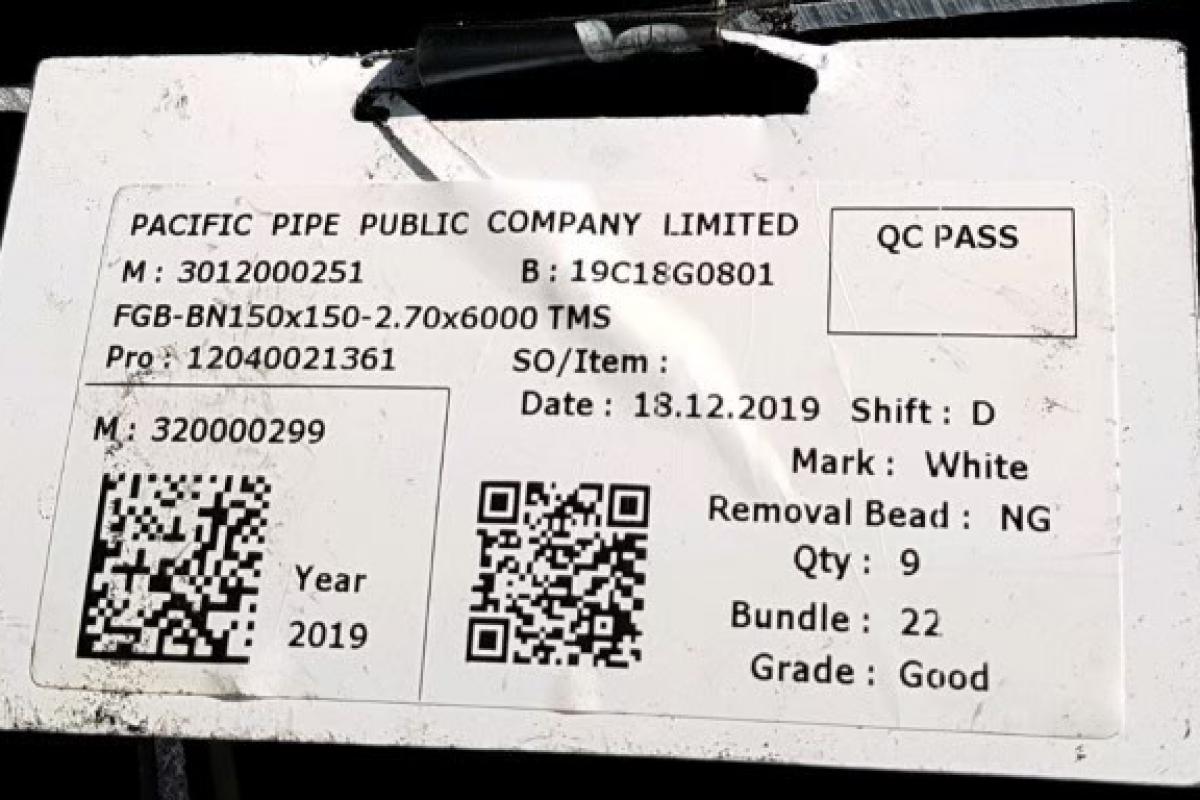 PACIFIC PIPE PUBLIC COMPANY LIMITED
QC PASS
M : 3012000251 B : 19C18G0801
FGB-BN150x150-2.70x6000 TMS
Pro : 12040021361 SO/Item :
Date : 18.12.2019 Shift : D
M : 320000299
Mark : White
Removal Bead : NG
Qty : 9
Year
2019
Bundle : 22
Grade : Good